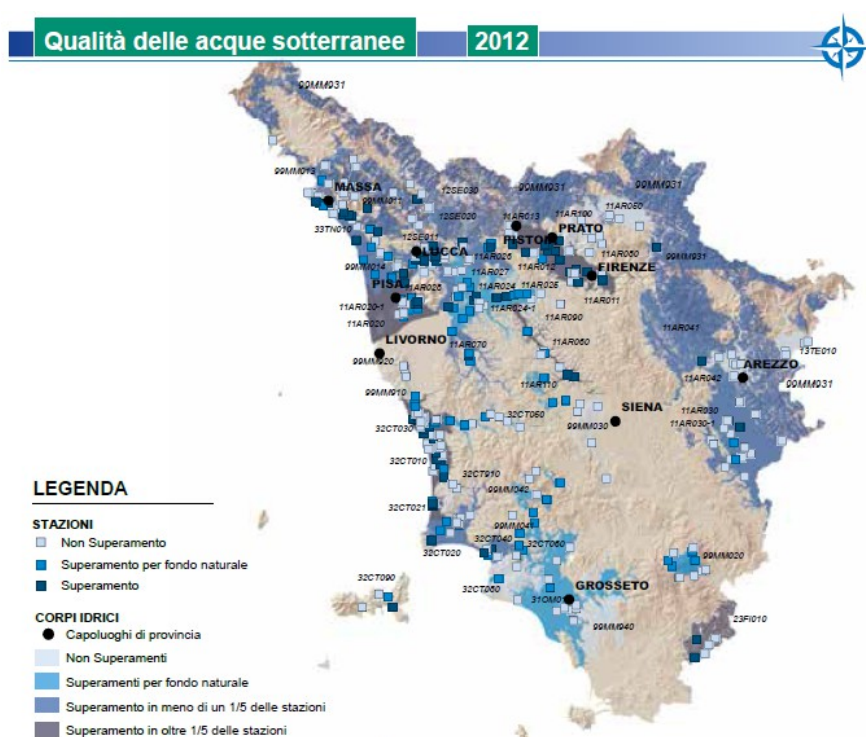 Qualità delle acque sotterranee 2012
99MM931
99MM013
MASSA
99MM011
12SE030
99MM931
99MM931
33TN010
12SE020
11AR013
11AR100
11AR050
PRATO
12SE011
LUCCA
11AR026
PISTOI
11AR012
11AR060
99MM931
99MM014
11AR027
FIRENZE
PISA
11AR028
11AR024
11AR025
11AR011
11AR020-1
11AR024-1
11AR090
11AR020
11AR041
LIVORNO
11AR070
11AR060
13TE010
99MM920
11AR042
AREZZO
99MM931
99MM910
11AR110
SIENA
11AR030
32CT030
32CT050
99MM030
11AR030-1
32CT010
32CT910
99MM042
LEGENDA
32CT021
99MM041
STAZIONI
Non Superamento
32CT020
32CT040
32CT060
99MM020
Superamento per fondo naturale
Superamento
32CT090
32CT060
GROSSETO
31OM01
CORPI IDRICI
23FI010
Capoluoghi di provincia
99MM940
Non Superamenti
Superamenti per fondo naturale
Superamento in meno di un 1/5 delle stazioni
Superamento in oltre 1/5 delle stazioni